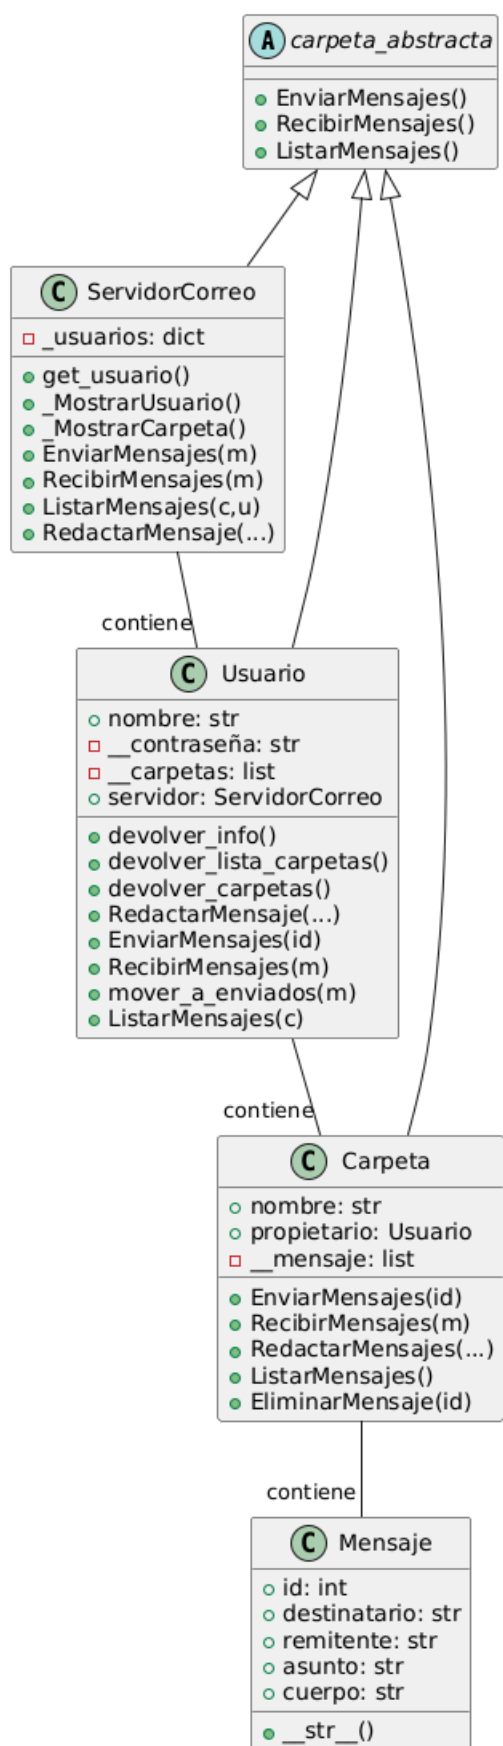 A carpeta_abstracta
EnviarMensajes()
RecibirMensajes()
ListarMensajes()
C ServidorCorreo
_usuarios: dict
get_usuario()
_MostrarUsuario()
_MostrarCarpeta()
EnviarMensajes(m)
RecibirMensajes(m)
ListarMensajes(c,u)
RedactarMensaje(...)
contiene
C Usuario
nombre: str
__contraseña: str
__carpetas: list
servidor: ServidorCorreo
devolver_info()
devolver_lista_carpetas()
devolver_carpetas()
RedactarMensaje(...)
EnviarMensajes(id)
RecibirMensajes(m)
mover_a_enviados(m)
ListarMensajes(c)
contiene
C Carpeta
nombre: str
propietario: Usuario
__mensaje: list
EnviarMensajes(id)
RecibirMensajes(m)
RedactarMensajes(...)
ListarMensajes()
EliminarMensaje(id)
contiene
C Mensaje
id: int
destinatario: str
remitente: str
asunto: str
cuerpo: str
__str__()